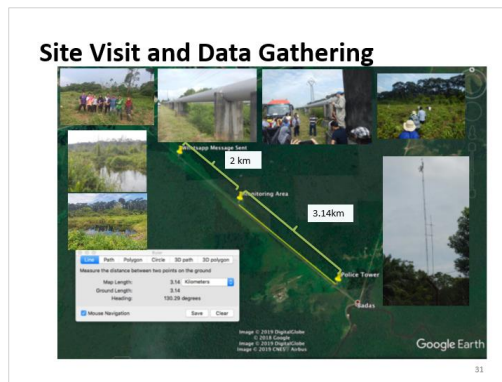 Site Visit and Data Gathering
Whatsapp Message Sent
2 km
Monitoring Area
3.14km
Police Tower
Badas
Line Path Polygon Circle 3D path 3D polygon
Measure the distance between two points on the ground
Map Length: 3.14 Kilometers
Ground Length: 3.14
Heading: 130.29 degrees
Mouse Navigation Save Clear
Image © 2019 DigitalGlobe
© 2018 Google
Image © 2019 DigitalGlobe
Image © 2019 CNES / Airbus
Google Earth
31